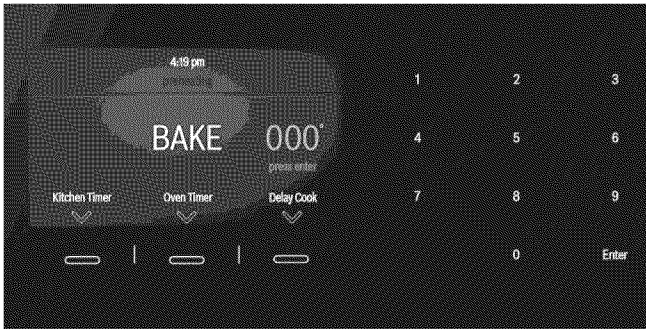 4:19 pm
preheating
BAKE 000°
press enter
Kitchen Timer Oven Timer Delay Cook
1 2 3
4 5 6
7 8 9
0 Enter